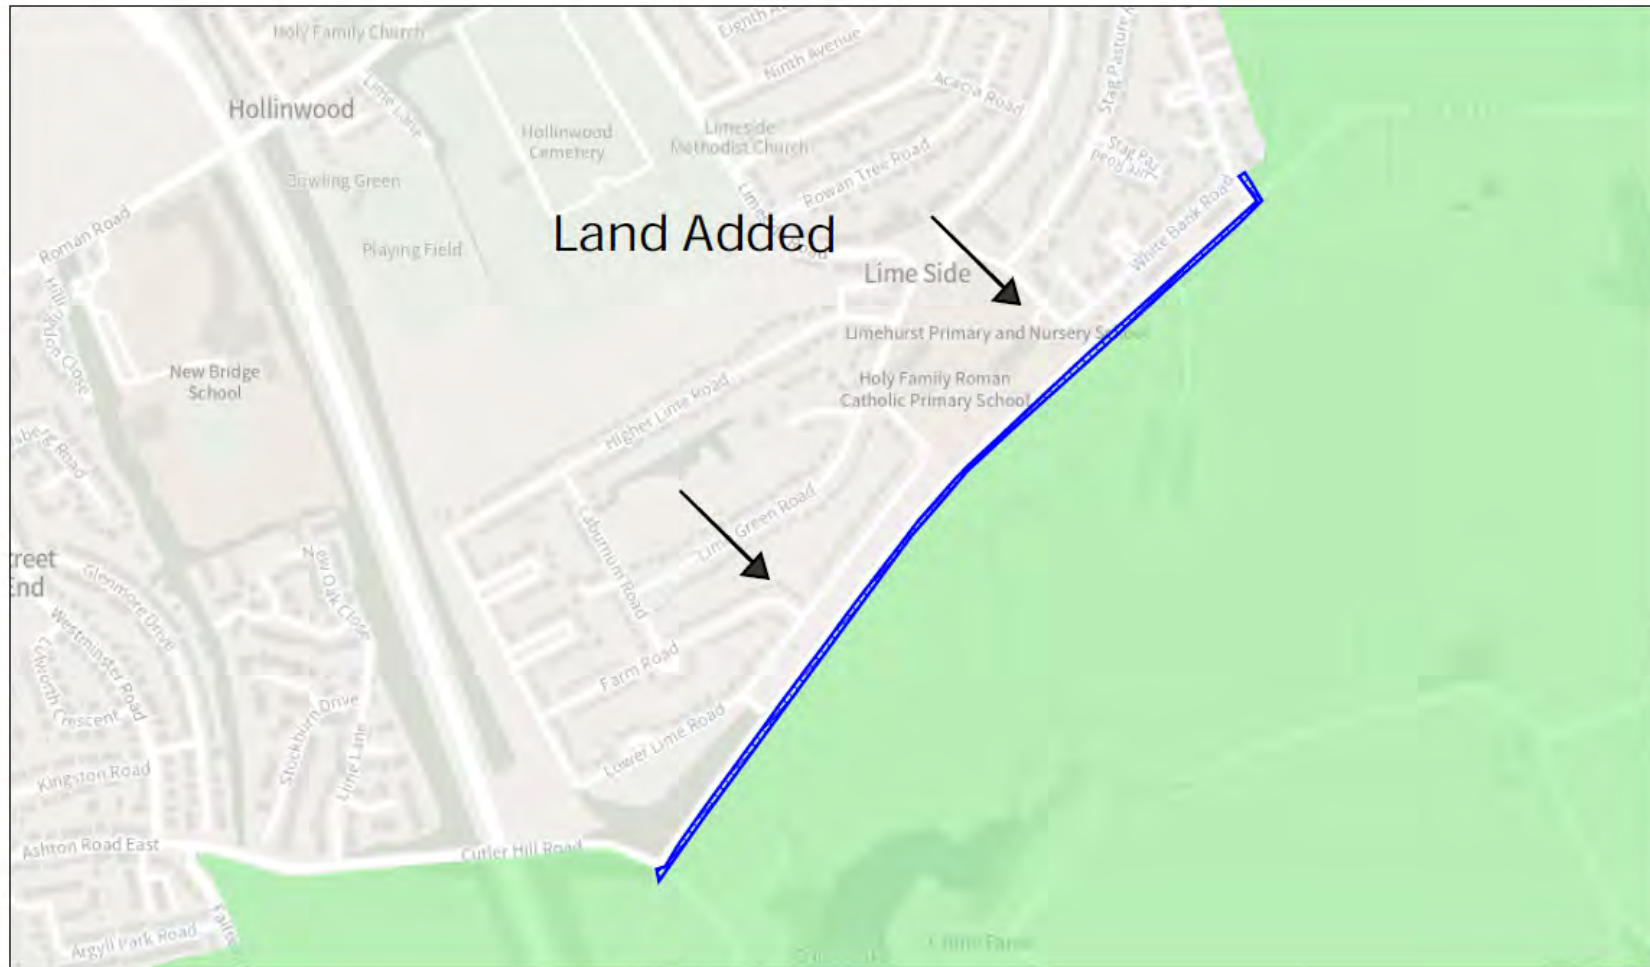 Holy Family Church
Eighth
Ninth Avenue
Stag Pasture
Lime Lane
Acacia Road
Hollinwood
Hollinwood
Cemetery
Limeside
Methodist Church
Bowling Green
Rowan Tree Road
Roman Road
Playing Field
Land Added
White Bank Road
Lime Side
Limehurst Primary and Nursery School
New Bridge
School
Holy Family Roman
Catholic Primary School
Higher Lime Road
Lime Green Road
Laburnum Road
New Oak Close
Glenmore Drive
Westminster Road
Crescent
Farm Road
Stockburn Drive
Lime Lane
Lower Lime Road
Kingston Road
Ashton Road East
Cutler Hill Road
Argyll Park Road